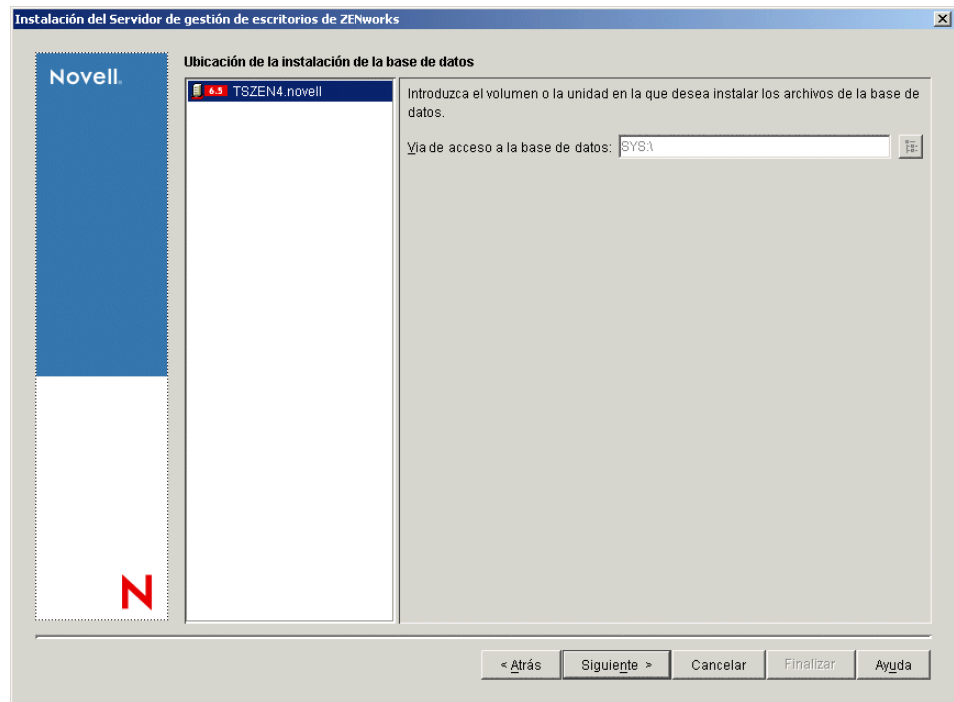 Instalación del Servidor de gestión de escritorios de ZENworks
Novell.
Ubicación de la instalación de la base de datos
6.5 TSZEN4.novell
Introduzca el volumen o la unidad en la que desea instalar los archivos de la base de
datos.
Via de acceso a la base de datos: SYS:\
N
« Atrás Siguiente » Cancelar Finalizar Ayuda